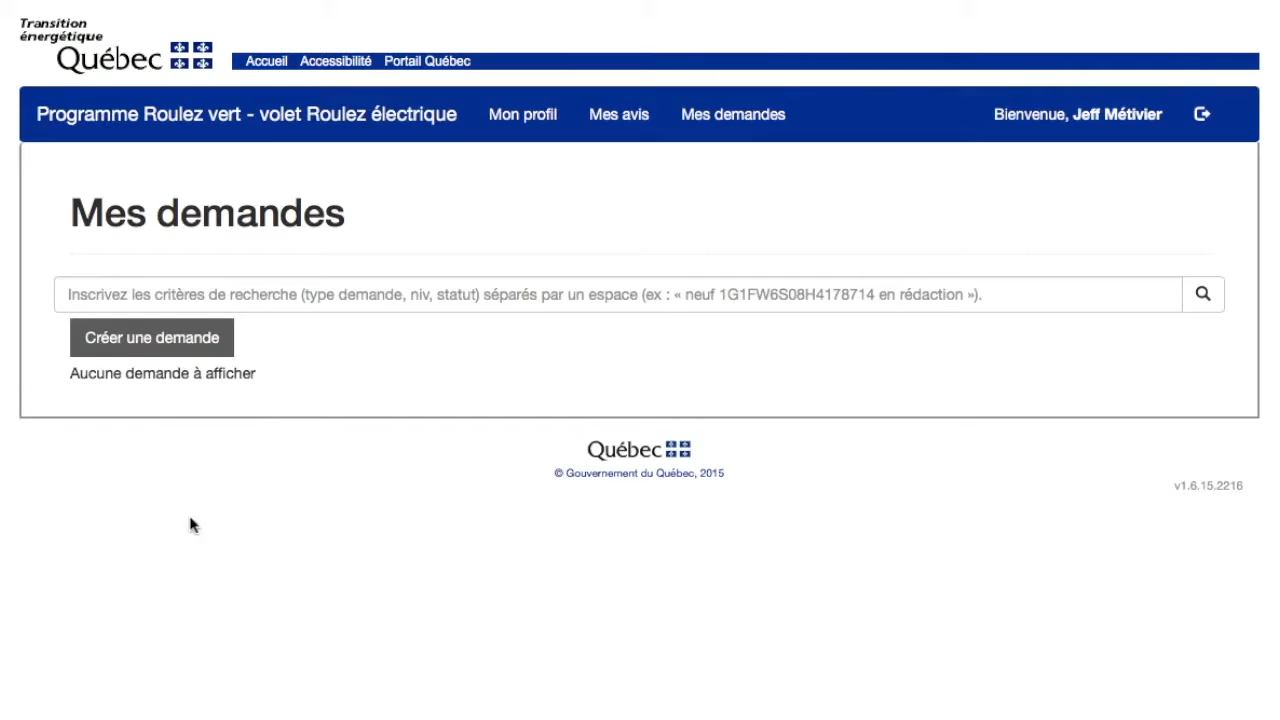 Transition
énergétique
Québec
Accueil Accessibilité Portail Québec
Programme Roulez vert - volet Roulez électrique Mon profil Mes avis Mes demandes Bienvenue, Jeff Métivier
Mes demandes
Inscrivez les critères de recherche (type demande, niv, statut) séparés par un espace (ex : « neuf 1G1FW6S08H4178714 en rédaction »).
Créer une demande
Aucune demande à afficher
Québec
© Gouvernement du Québec, 2015
v1.6.15.2216